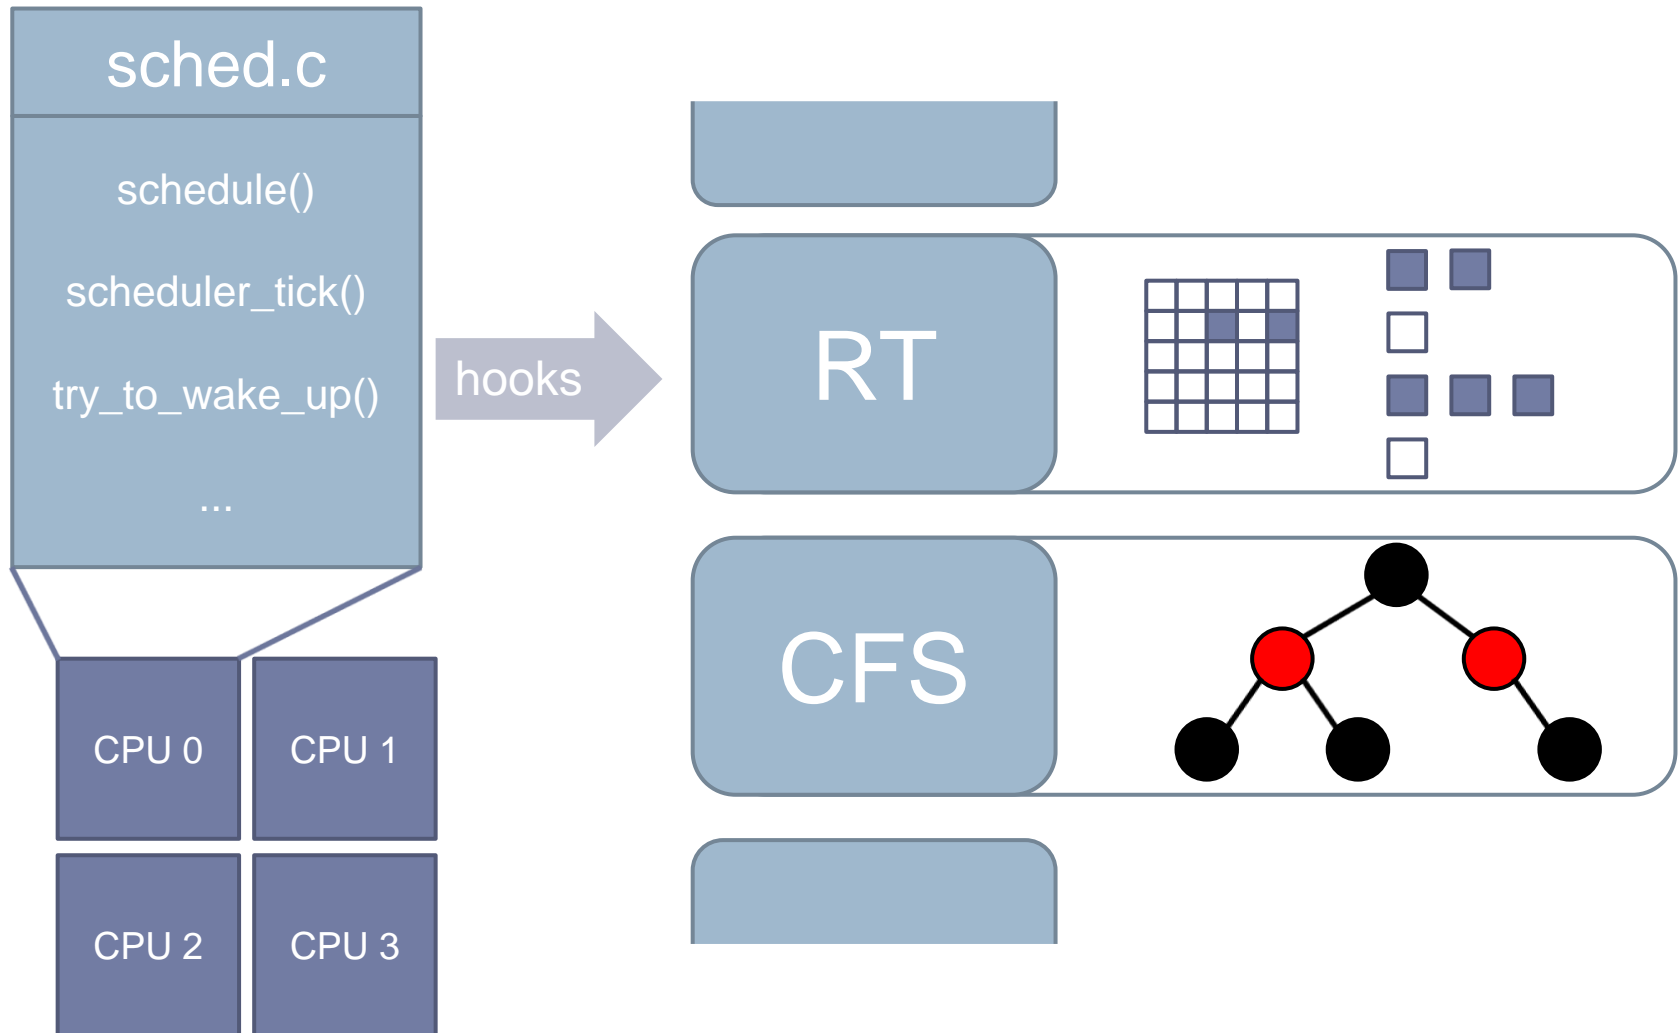 sched.c
schedule()
scheduler_tick()
try_to_wake_up()
...
hooks
RT
CFS
CPU 0
CPU 1
CPU 2
CPU 3